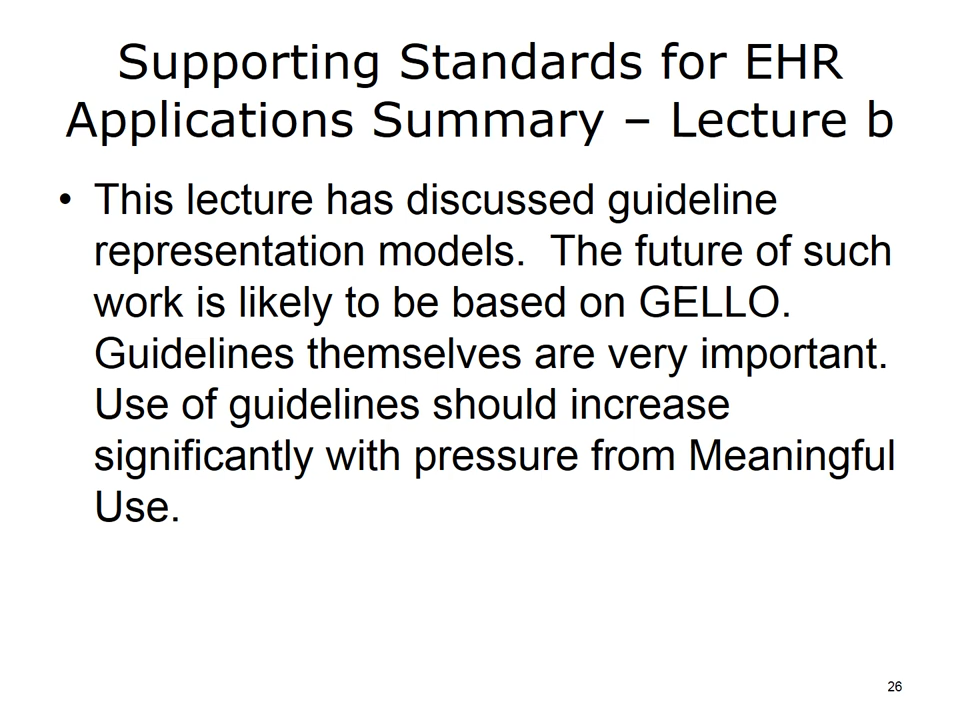 Supporting Standards for EHR
Applications Summary – Lecture b
• This lecture has discussed guideline
representation models.  The future of such
work is likely to be based on GELLO.
Guidelines themselves are very important.
Use of guidelines should increase
significantly with pressure from Meaningful
Use.
26